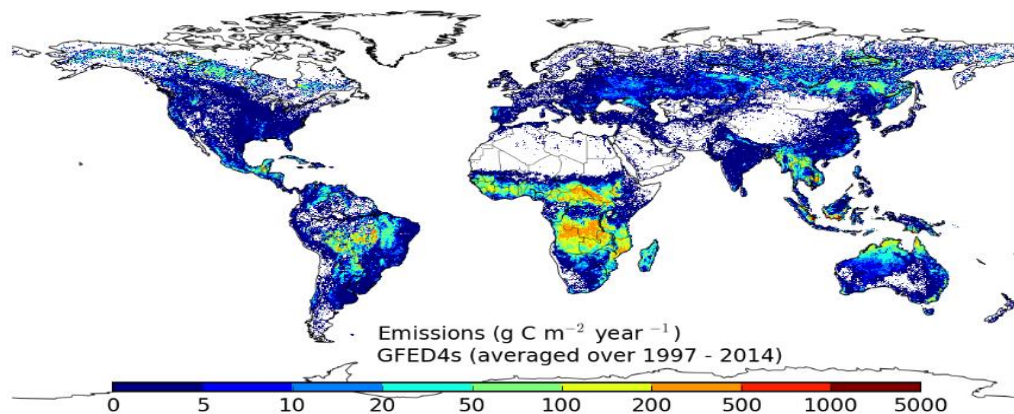 Emissions (g C m⁻² year ⁻¹)
GFED4s (averaged over 1997 - 2014)
0 5 10 20 50 100 200 500 1000 5000